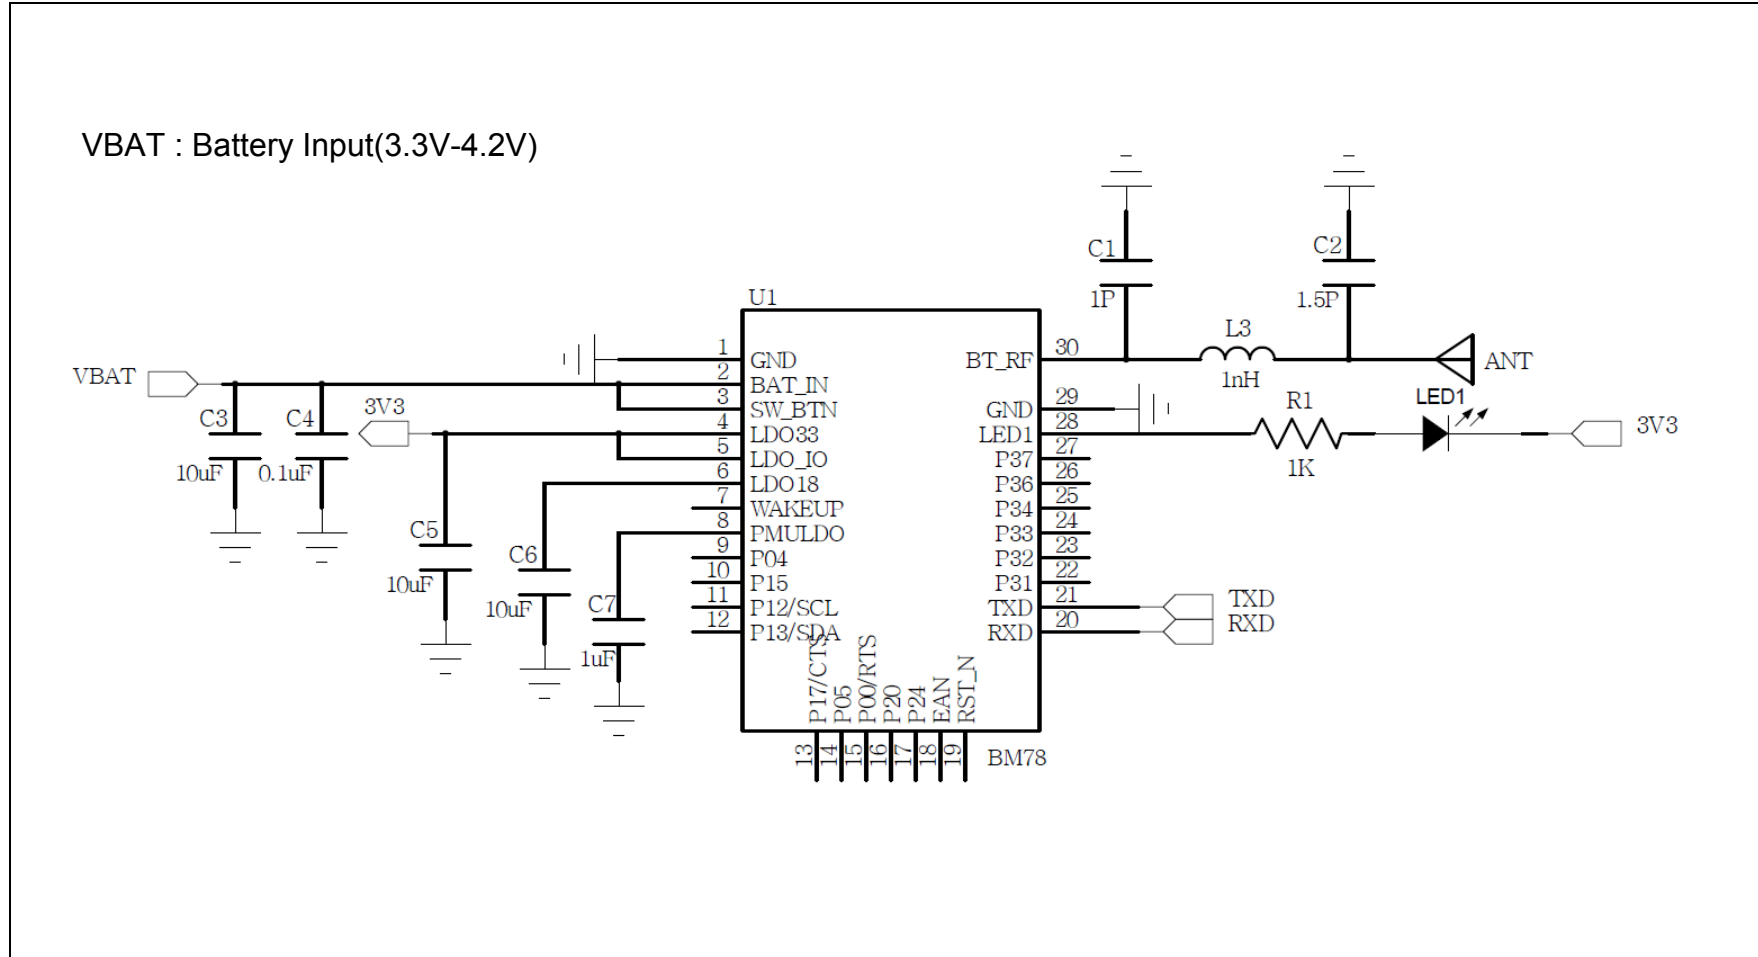 VBAT : Battery Input(3.3V-4.2V)
C1
1P
C2
1.5P
U1
L3
1nH
ANT
VBAT
3V3
C3
10uF
C4
0.1uF
C5
10uF
C6
10uF
C7
1uF
1 GND
2 BAT_IN
3 SW_BTN
4 LDO33
5 LDO_IO
6 LDO18
7 WAKEUP
8 PMULDO
9 P04
10 P15
11 P12/SCL
12 P13/SDA
13 P17/CTS
14 P05
15 P00/RTS
16 P20
17 P24
18 EAN
19 RST_N
BT_RF 30
GND 29
LED1 28
P37 27
P36 26
P34 25
P33 24
P32 23
P31 22
TXD 21
RXD 20
R1
1K
LED1
3V3
TXD
RXD
BM78